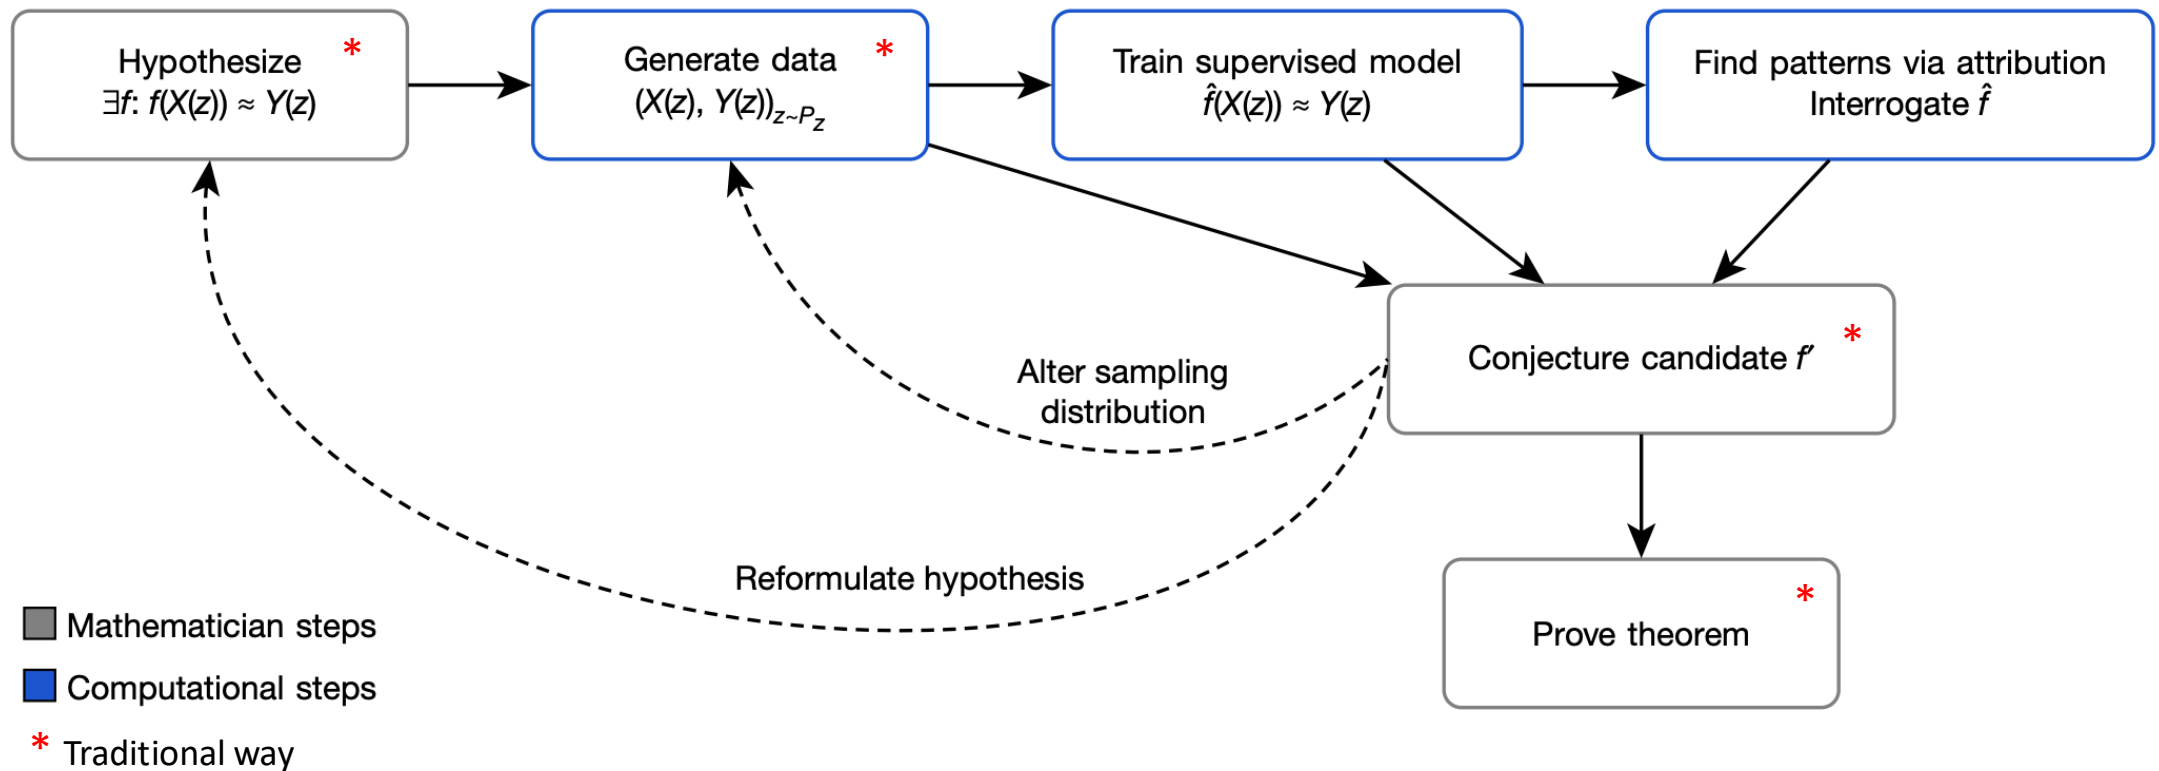 Hypothesize *
∃f: f(X(z)) ≈ Y(z)
Generate data *
(X(z), Y(z))z~Pz
Train supervised model
f̂(X(z)) ≈ Y(z)
Find patterns via attribution
Interrogate f̂
*
Conjecture candidate f′
Alter sampling
distribution
Reformulate hypothesis
*
Prove theorem
Mathematician steps
Computational steps
* Traditional way